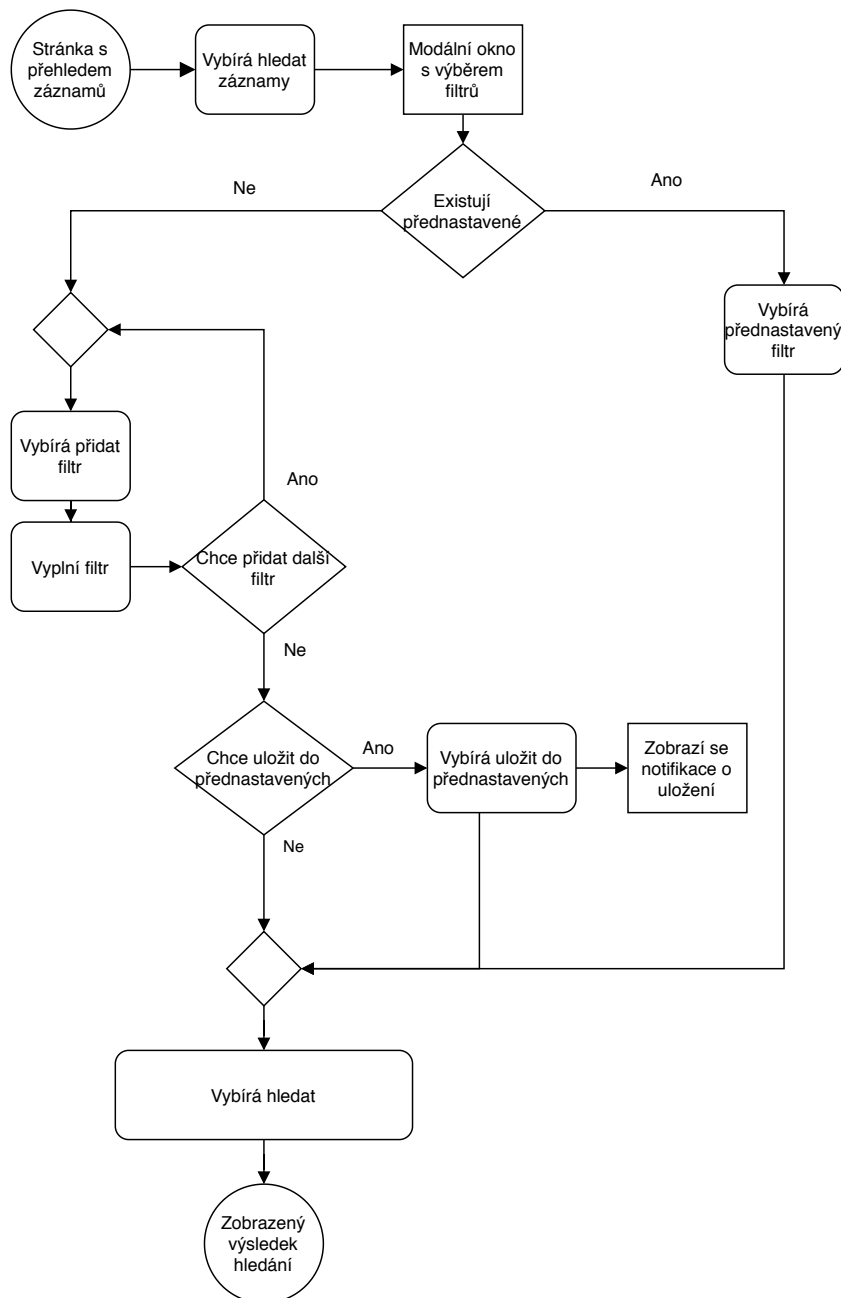 Stránka s
přehledem
záznamů
Vybírá hledat
záznamy
Modální okno
s výběrem
filtrů
Existují
přednastavené
Ne
Ano
Vybírá
přednastavený
filtr
Vybírá přidat
filtr
Ano
Vyplní filtr
Chce přidat další
filtr
Ne
Chce uložit do
přednastavených
Ano
Vybírá uložit do
přednastavených
Zobrazí se
notifikace o
uložení
Ne
Vybírá hledat
Zobrazený
výsledek
hledání